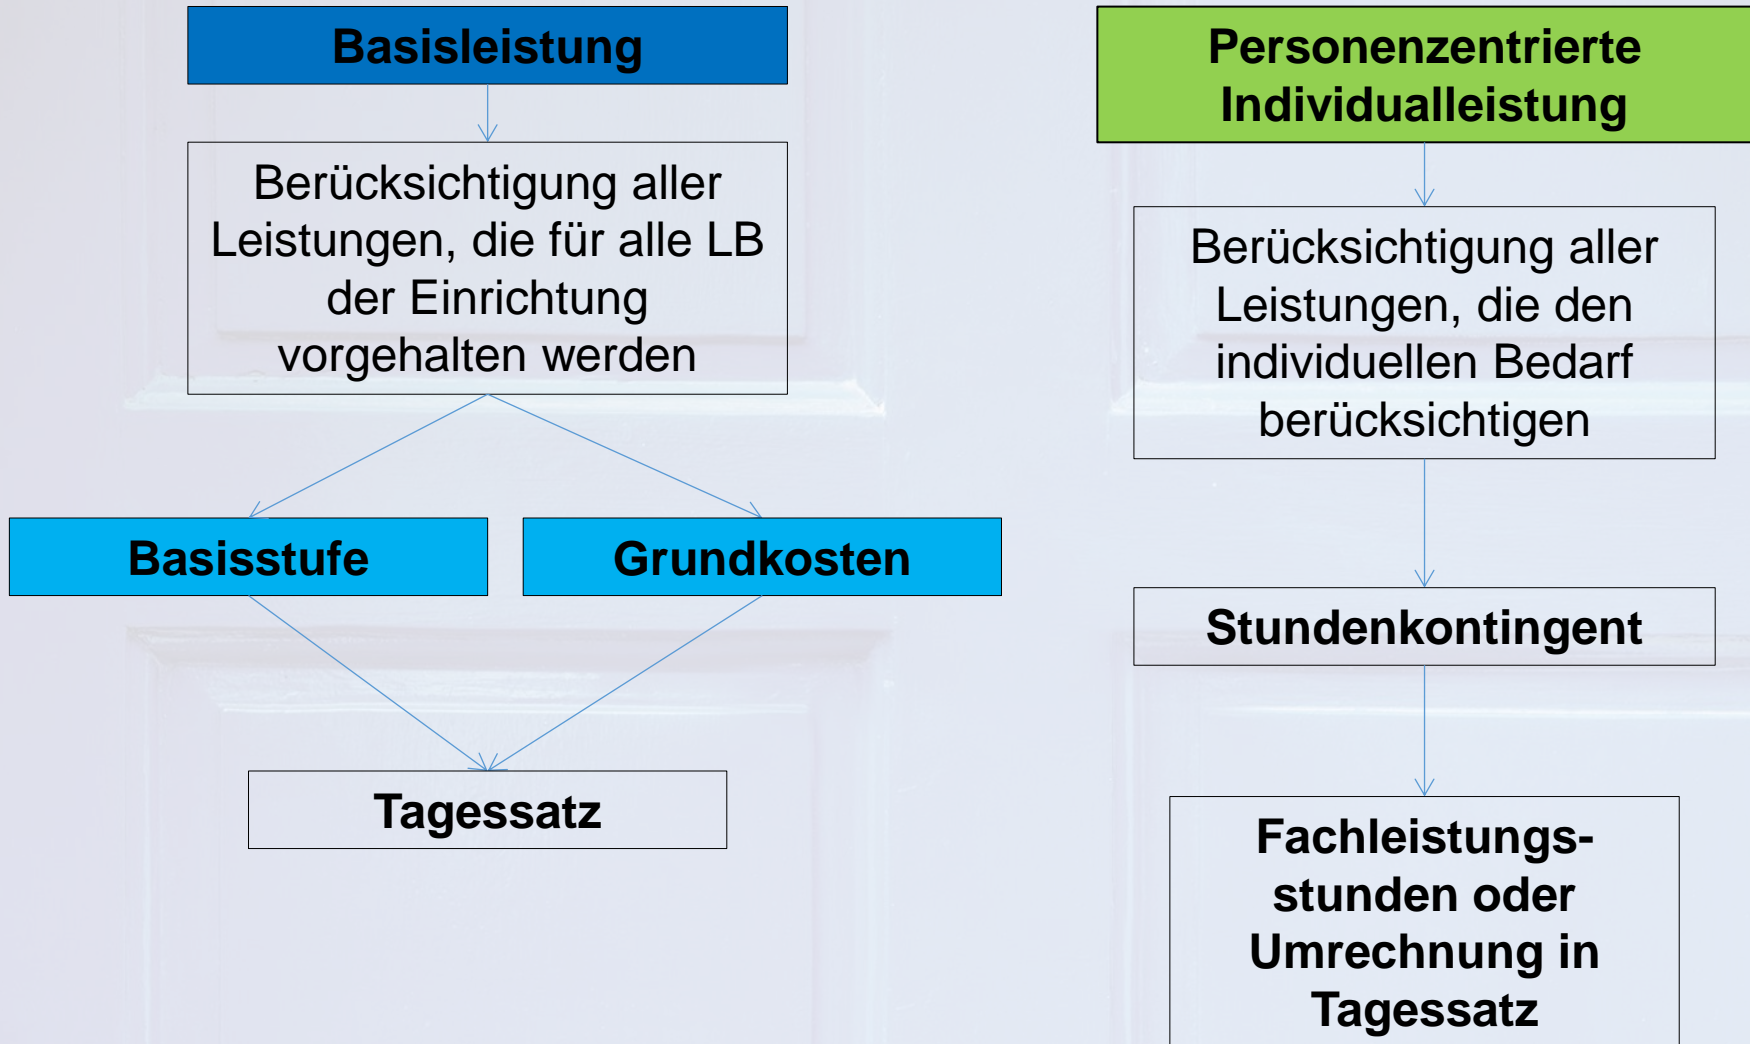 Basisleistung
Berücksichtigung aller
Leistungen, die für alle LB
der Einrichtung
vorgehalten werden
Basisstufe
Grundkosten
Tagessatz
Personenzentrierte
Individualleistung
Berücksichtigung aller
Leistungen, die den
individuellen Bedarf
berücksichtigen
Stundenkontingent
Fachleistungs-
stunden oder
Umrechnung in
Tagessatz